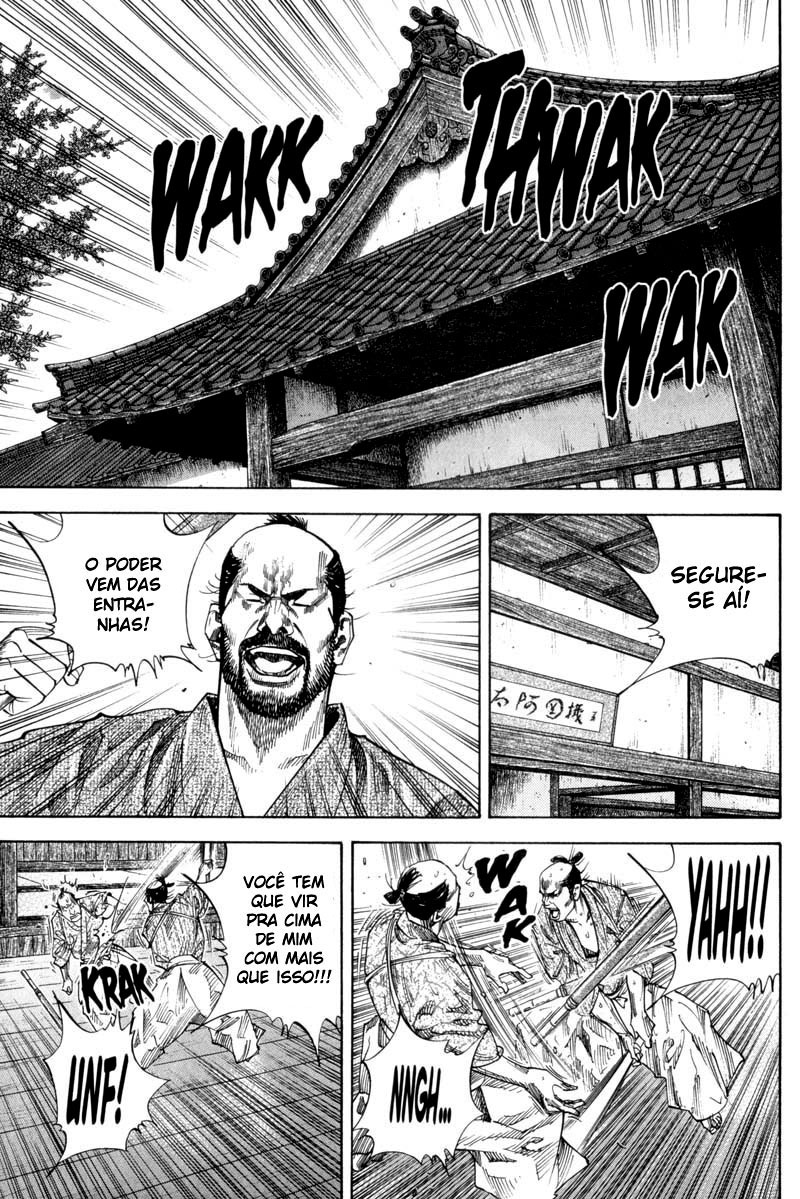 THWAK
WAKK
WAK
SEGURE-
SE AÍ!
O PODER
VEM DAS
ENTRA-
NHAS!
YAHH!!
WAK
NNGH...
VOCÊ TEM
QUE VIR
PRA CIMA
DE MIM
COM MAIS
QUE ISSO!!!
KRAK
UNF!